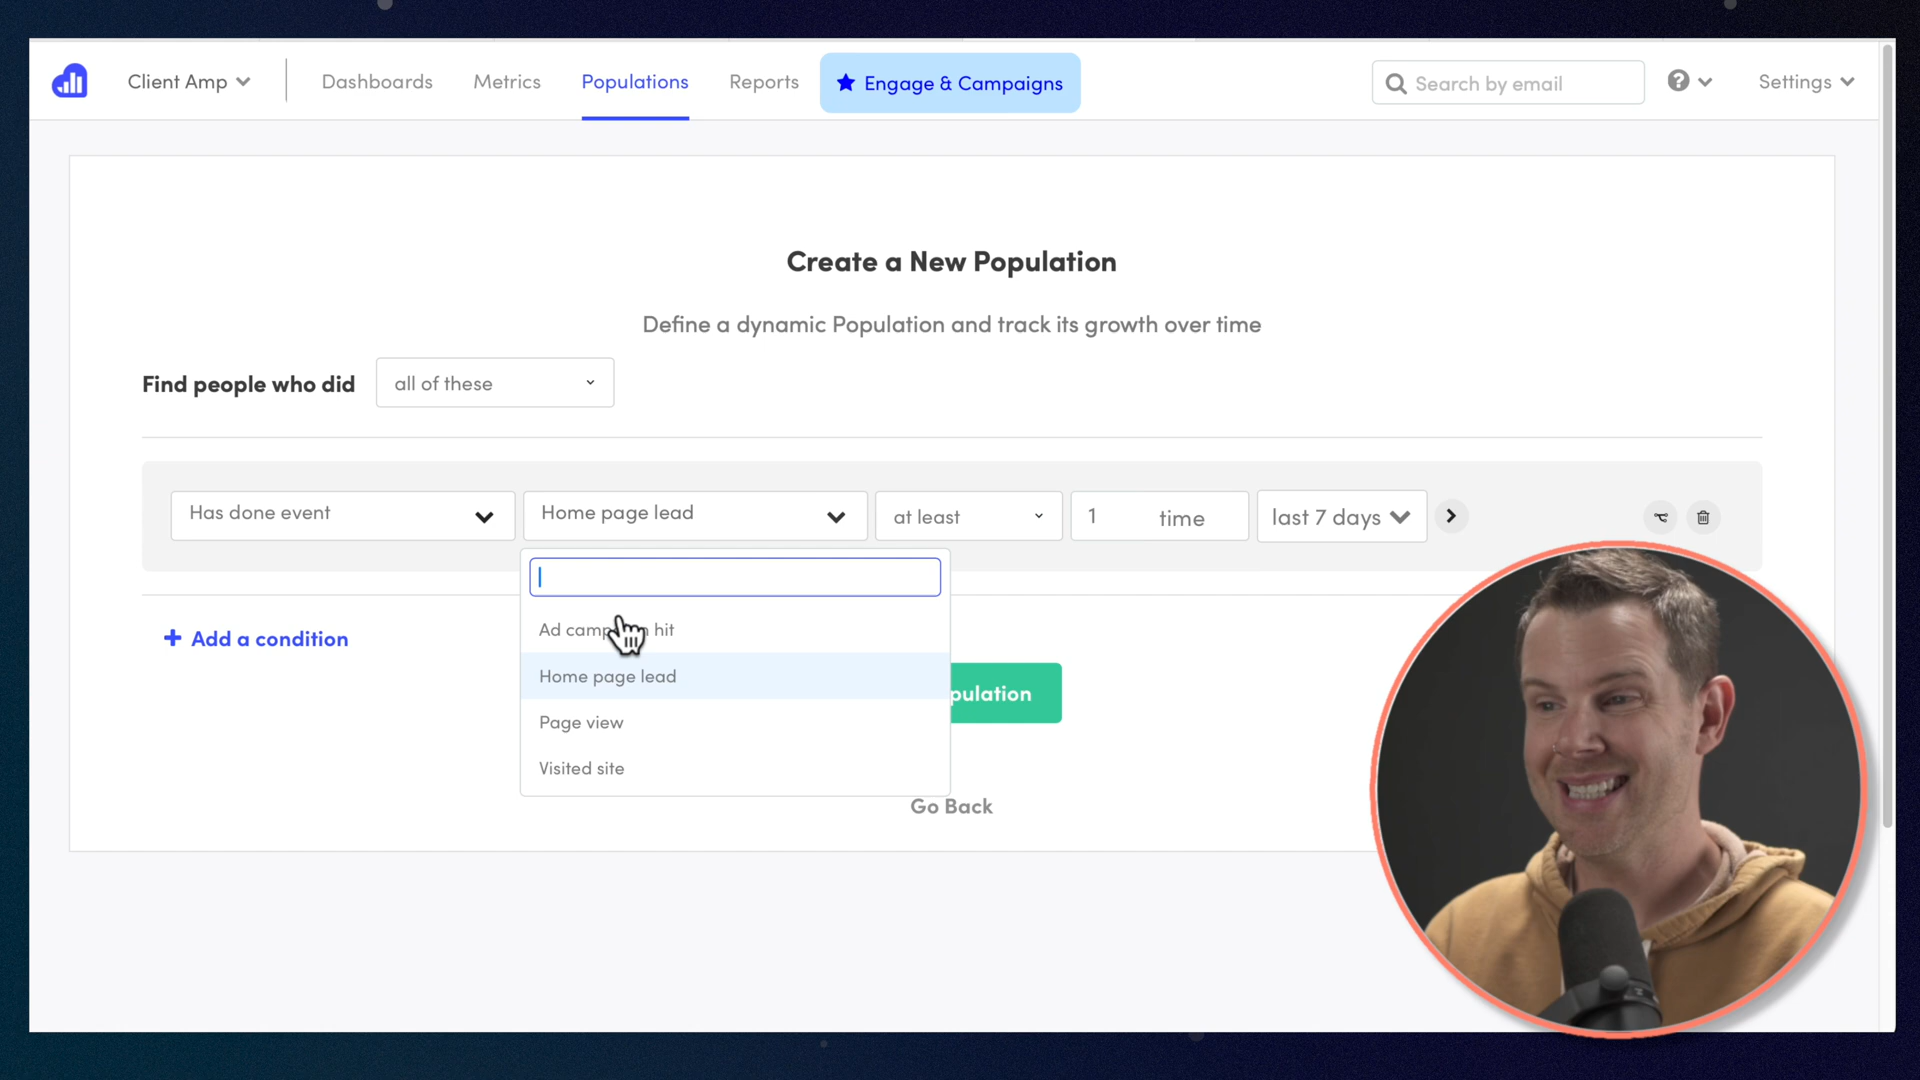 Client Amp
Dashboards
Metrics
Populations
Reports
Engage & Campaigns
Search by email
Settings
Create a New Population
Define a dynamic Population and track its growth over time
Find people who did
all of these
Has done event
Home page lead
at least
1 time
last 7 days
Ad camp hit
+ Add a condition
Home page lead
pulation
Page view
Visited site
Go Back